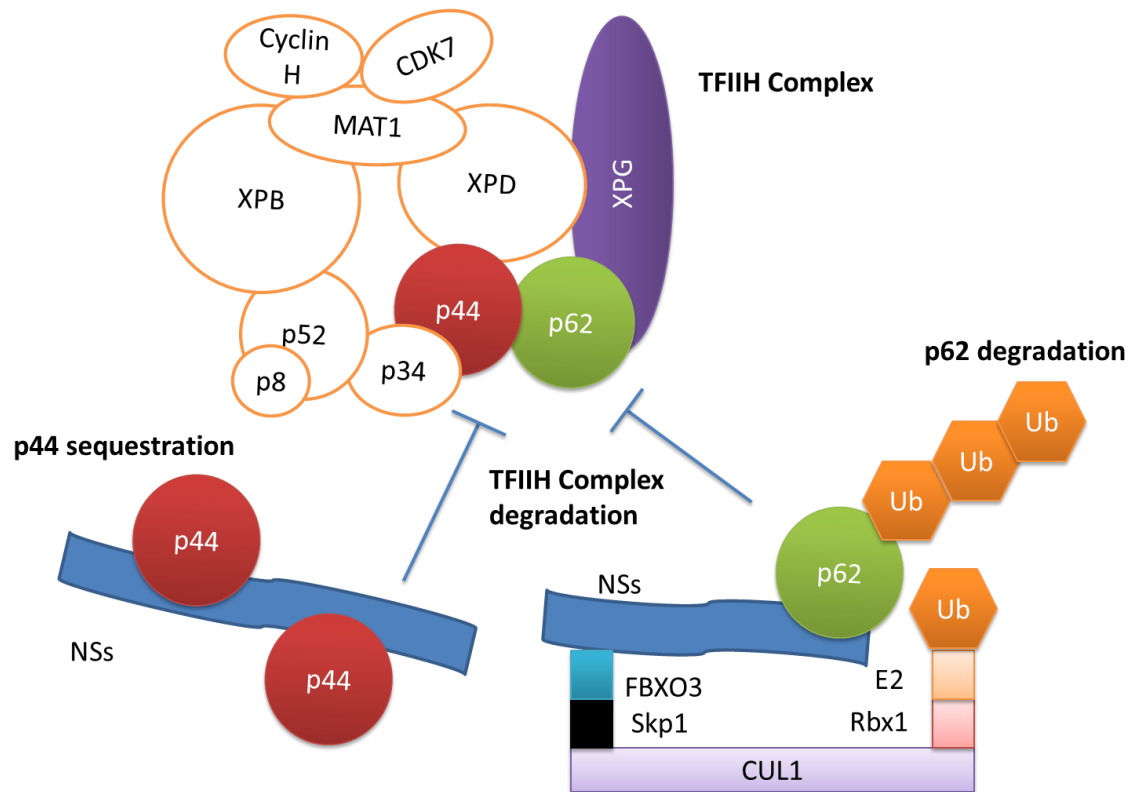 Cyclin
H
CDK7
TFIIH Complex
MAT1
XPB
XPD
XPG
p44
p62
p52
p34
p8
p62 degradation
Ub
Ub
Ub
p44 sequestration
TFIIH Complex
degradation
p44
p44
NSs
NSs
p62
Ub
FBXO3
E2
Skp1
Rbx1
CUL1